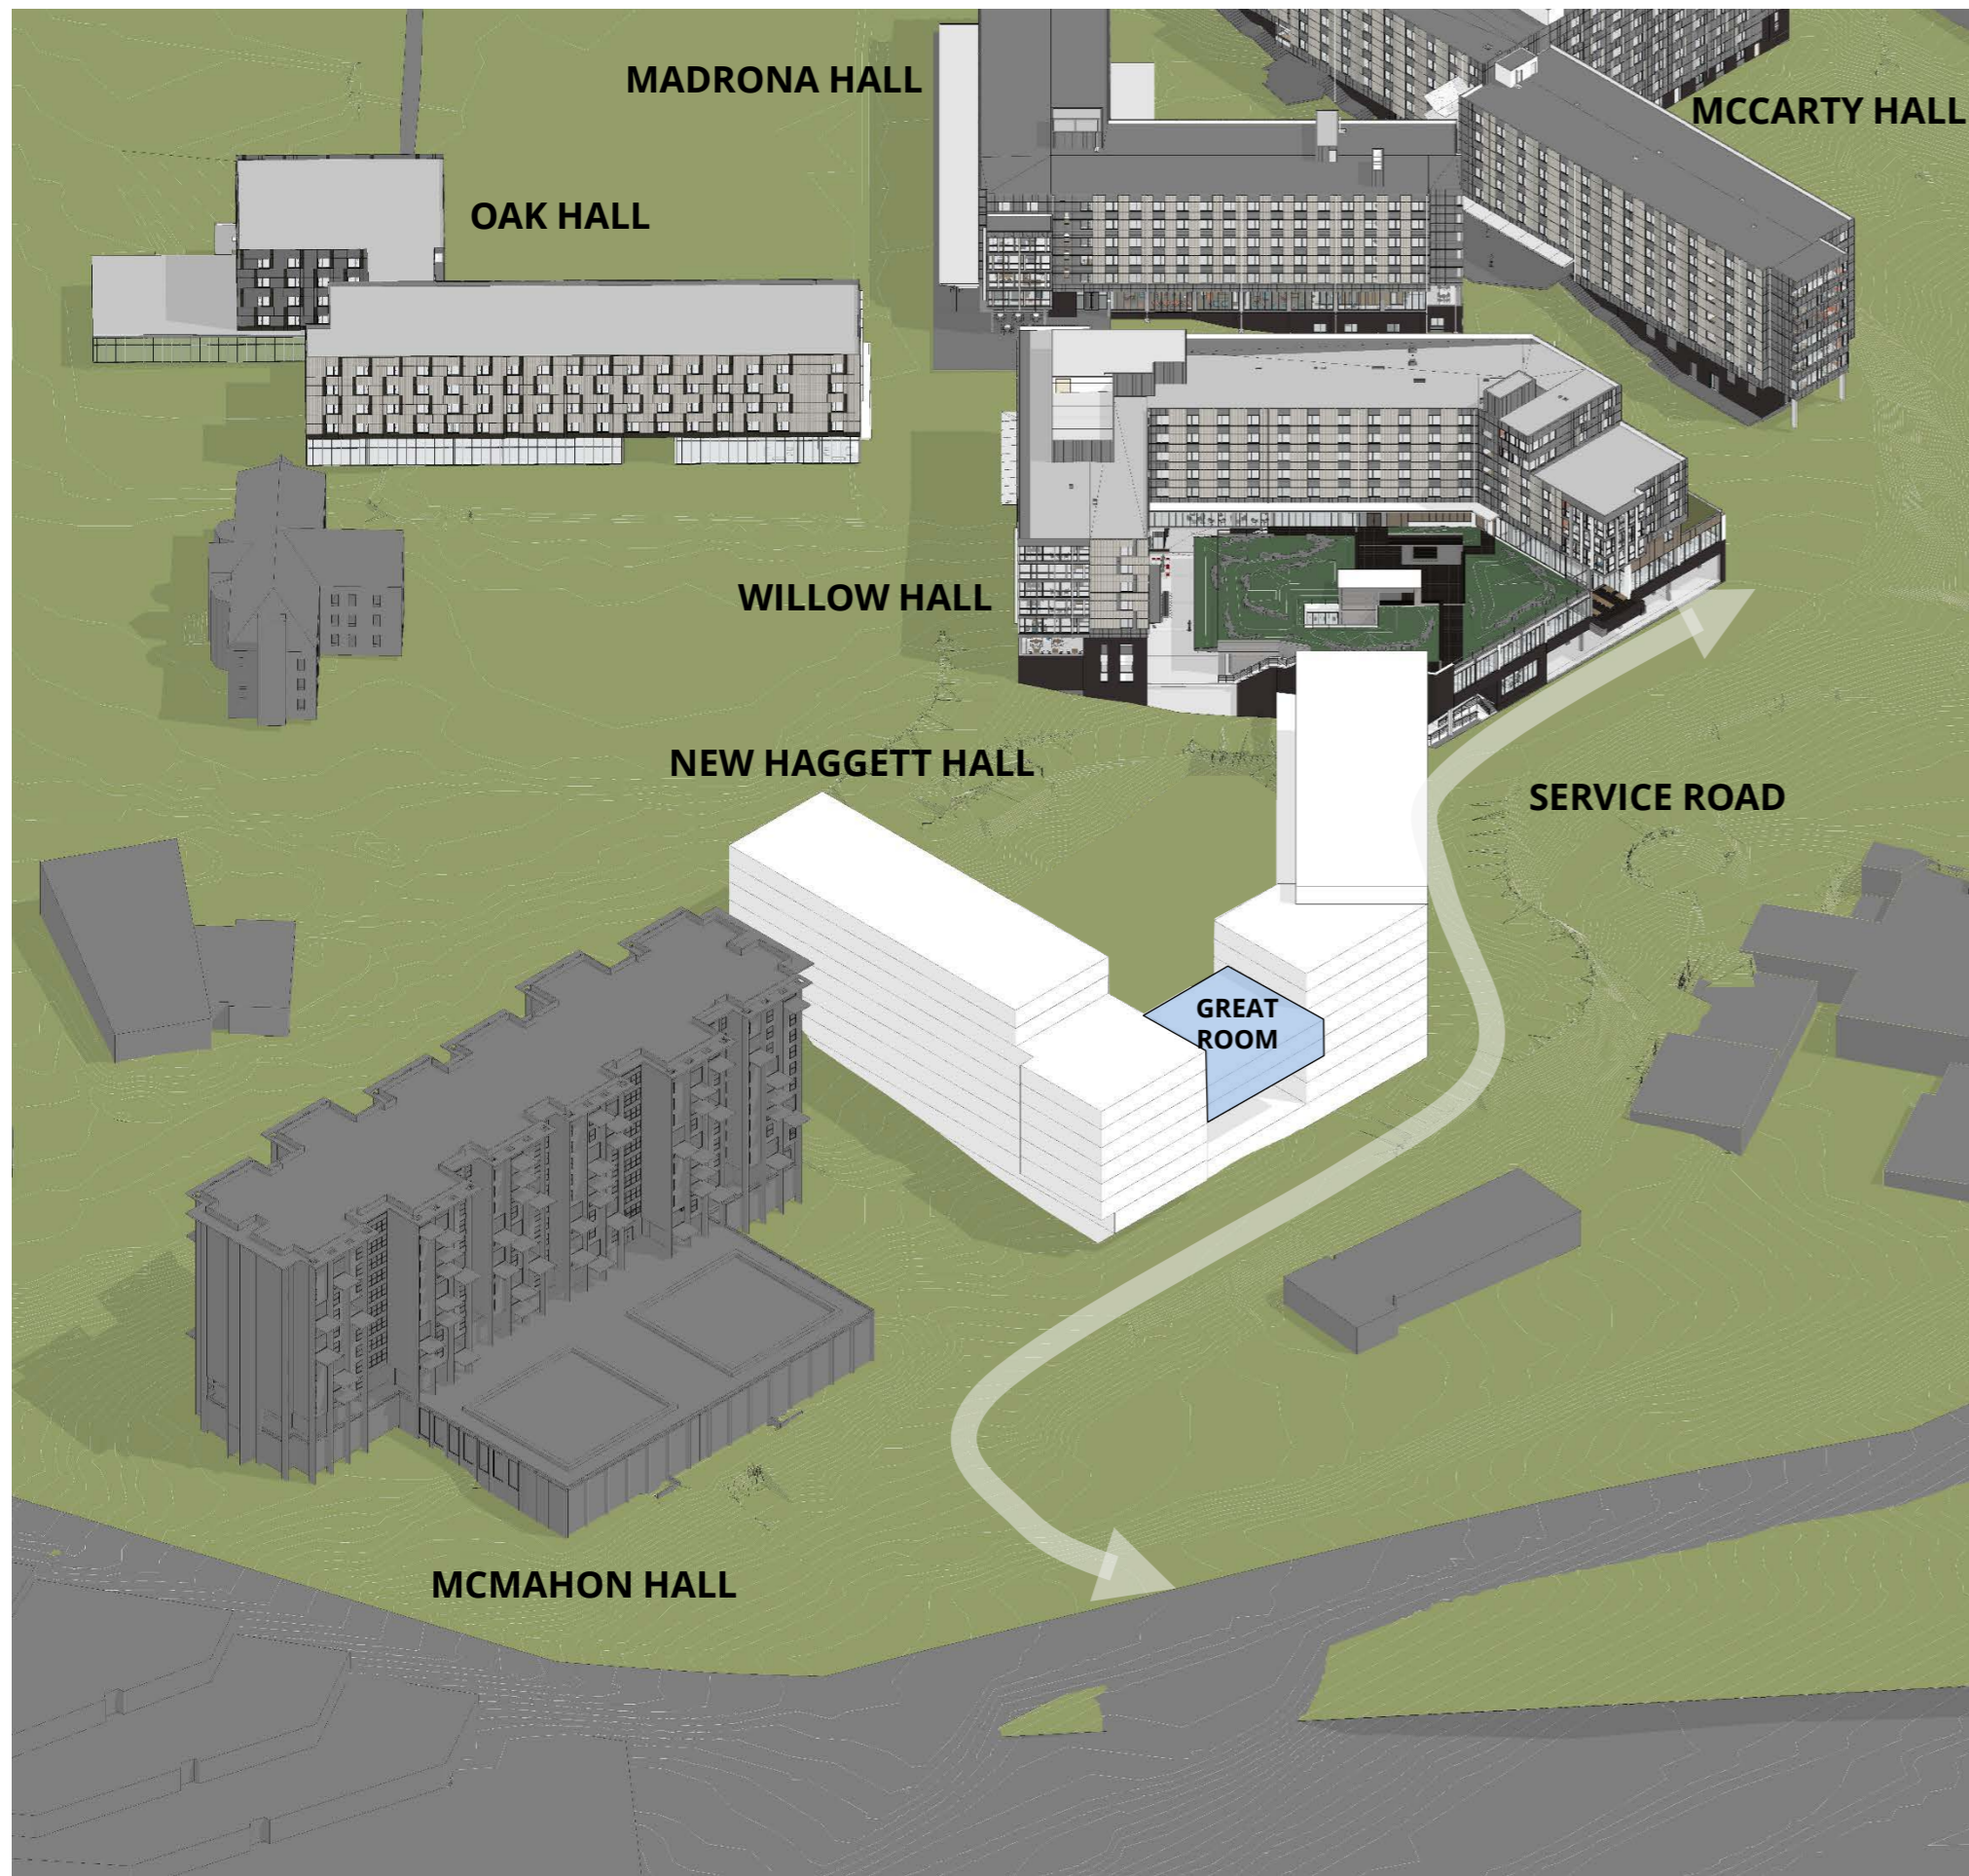 MADRONA HALL
MCCARTY HALL
OAK HALL
WILLOW HALL
NEW HAGGETT HALL
SERVICE ROAD
GREAT
ROOM
MCMAHON HALL